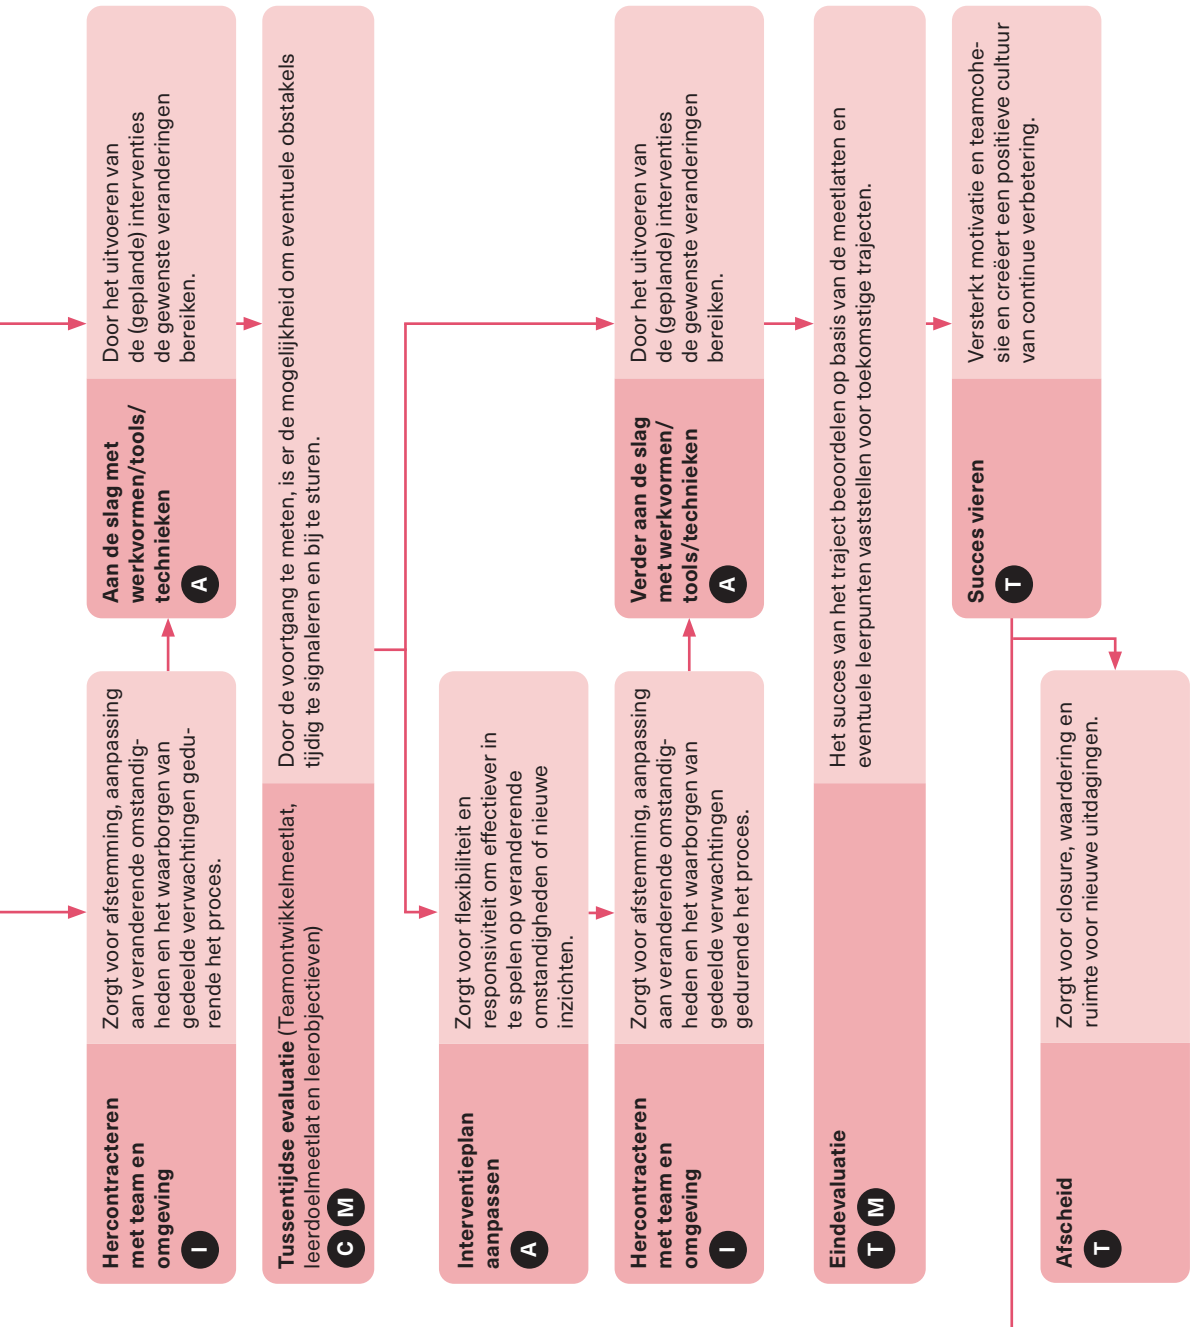 Hercontracteren
met team en
omgeving
I
Zorgt voor afstemming, aanpassing
aan veranderende omstandig-
heden en het waarborgen van
gedeelde verwachtingen gedu-
rende het proces.
Aan de slag met
werkvormen/tools/
technieken
A
Door het uitvoeren van
de (geplande) interventies
de gewenste veranderingen
bereiken.
Tussentijdse evaluatie (Teamontwikkelmeetlat,
leerdoelmeetlat en leerobjectieven)
C M
Door de voortgang te meten, is er de mogelijkheid om eventuele obstakels
tijdig te signaleren en bij te sturen.
Interventieplan
aanpassen
A
Zorgt voor flexibiliteit en
responsiviteit om effectiever in
te spelen op veranderende
omstandigheden of nieuwe
inzichten.
Hercontracteren
met team en
omgeving
I
Zorgt voor afstemming, aanpassing
aan veranderende omstandig-
heden en het waarborgen van
gedeelde verwachtingen
gedurende het proces.
Verder aan de slag
met werkvormen/
tools/technieken
A
Door het uitvoeren van
de (geplande) interventies
de gewenste veranderingen
bereiken.
Eindevaluatie
T M
Het succes van het traject beoordelen op basis van de meetlatten en
eventuele leerpunten vaststellen voor toekomstige trajecten.
Succes vieren
T
Versterkt motivatie en teamcohe-
sie en creëert een positieve cultuur
van continue verbetering.
Afscheid
T
Zorgt voor closure, waardering en
ruimte voor nieuwe uitdagingen.